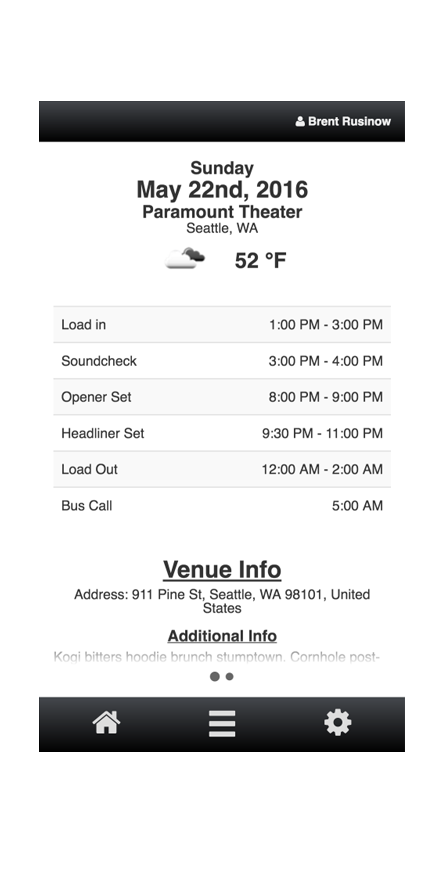 Brent Rusinow
Sunday
May 22nd, 2016
Paramount Theater
Seattle, WA
52 °F
Load in 1:00 PM - 3:00 PM
Soundcheck 3:00 PM - 4:00 PM
Opener Set 8:00 PM - 9:00 PM
Headliner Set 9:30 PM - 11:00 PM
Load Out 12:00 AM - 2:00 AM
Bus Call 5:00 AM
Venue Info
Address: 911 Pine St, Seattle, WA 98101, United
States
Additional Info
Kogi bitters hoodie brunch stumptown. Cornhole post-